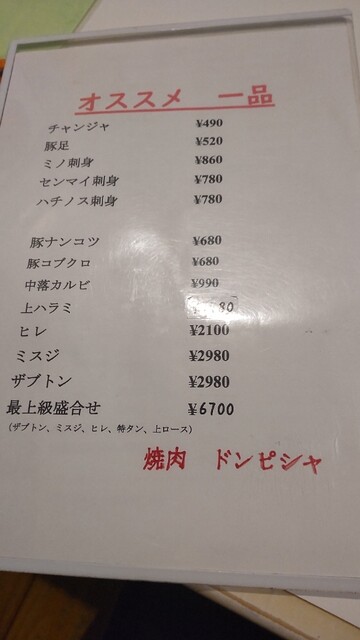 オススメ 一品
チャンジャ ¥490
豚足 ¥520
ミノ刺身 ¥860
センマイ刺身 ¥780
ハチノス刺身 ¥780
豚ナンコツ ¥680
豚コブクロ ¥680
中落カルビ ¥990
上ハラミ
ヒレ ¥2100
ミスジ ¥2980
ザブトン ¥2980
最上級盛合せ ¥6700
(ザブトン、ミスジ、ヒレ、特タン、上ロース)
焼肉 ドンピシャ